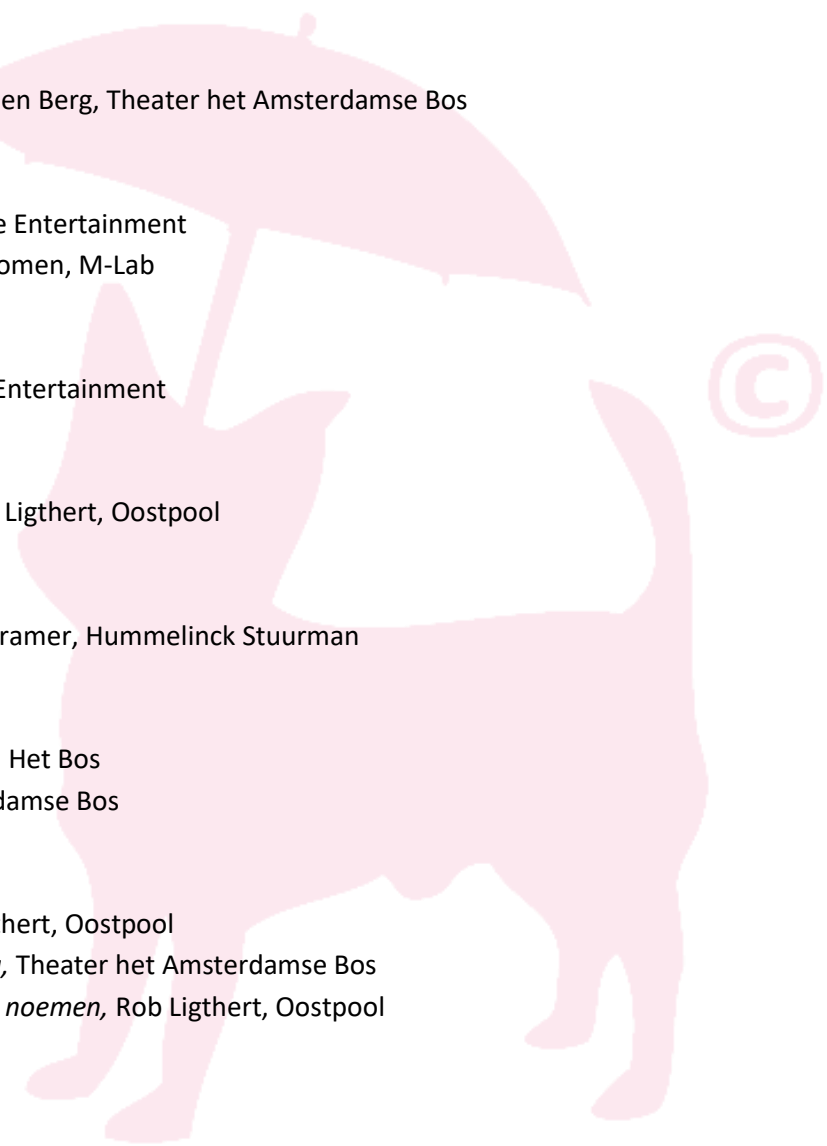 en Berg, Theater het Amsterdamse Bos
e Entertainment
omen, M-Lab
Entertainment
Ligthert, Oostpool
ramer, Hummelinck Stuurman
Het Bos
damse Bos
hert, Oostpool
, Theater het Amsterdamse Bos
noemen, Rob Ligthert, Oostpool
©